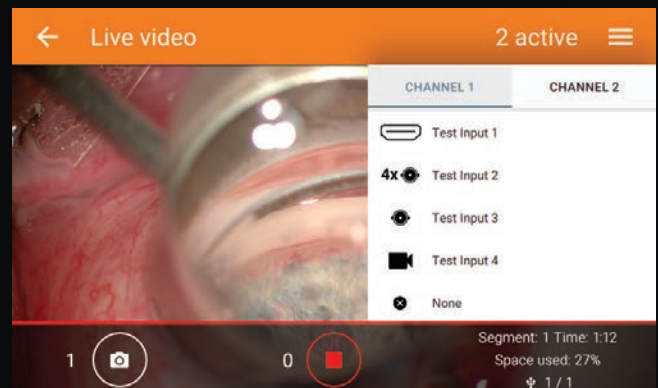 Live video
2 active
CHANNEL 1
CHANNEL 2
Test Input 1
4x
Test Input 2
Test Input 3
Test Input 4
None
1
0
Segment: 1 Time: 1:12
Space used: 27%
1 / 1